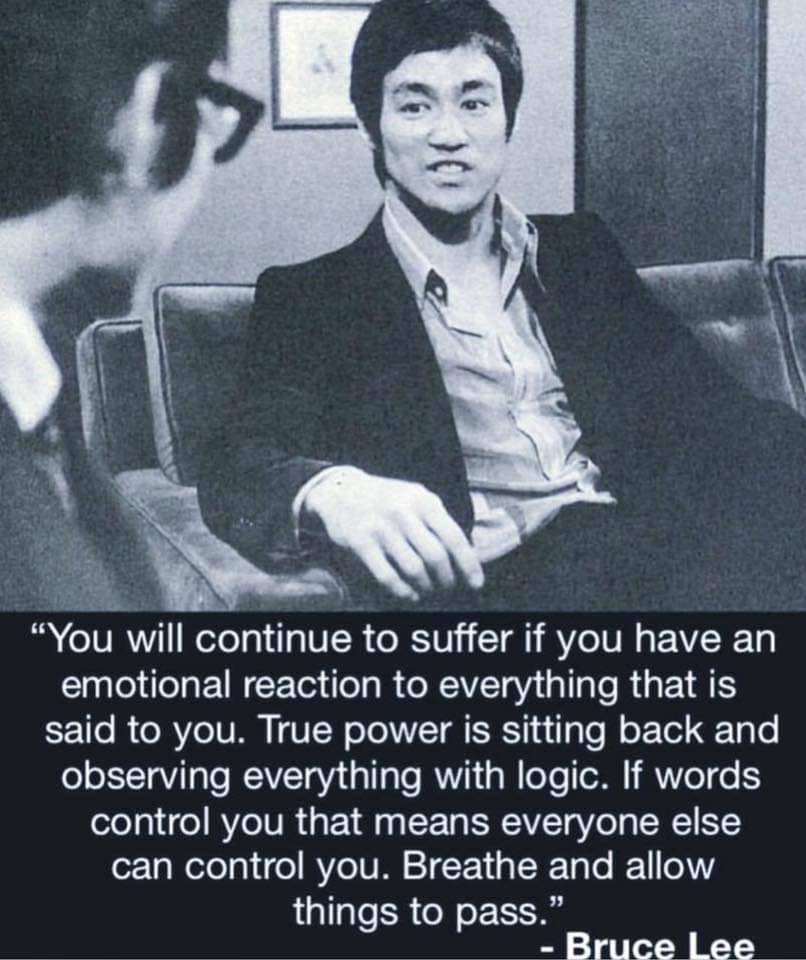 “You will continue to suffer if you have an
emotional reaction to everything that is
said to you. True power is sitting back and
observing everything with logic. If words
control you that means everyone else
can control you. Breathe and allow
things to pass.”
- Bruce Lee